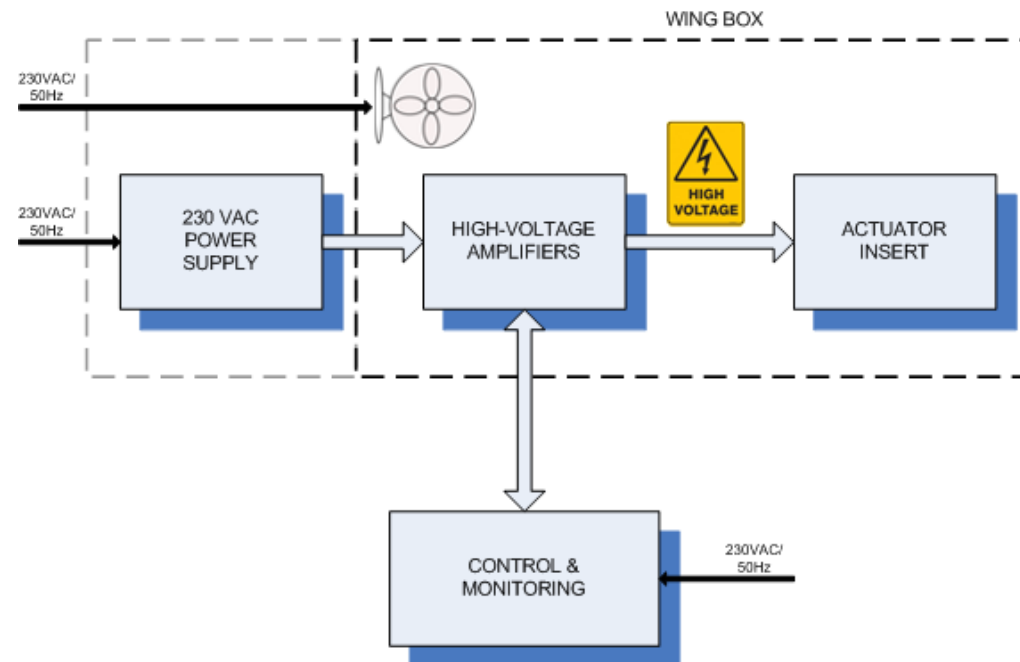 WING BOX
230VAC/
50Hz
230VAC/
50Hz
230 VAC
POWER
SUPPLY
HIGH-VOLTAGE
AMPLIFIERS
HIGH
VOLTAGE
ACTUATOR
INSERT
CONTROL &
MONITORING
230VAC/
50Hz